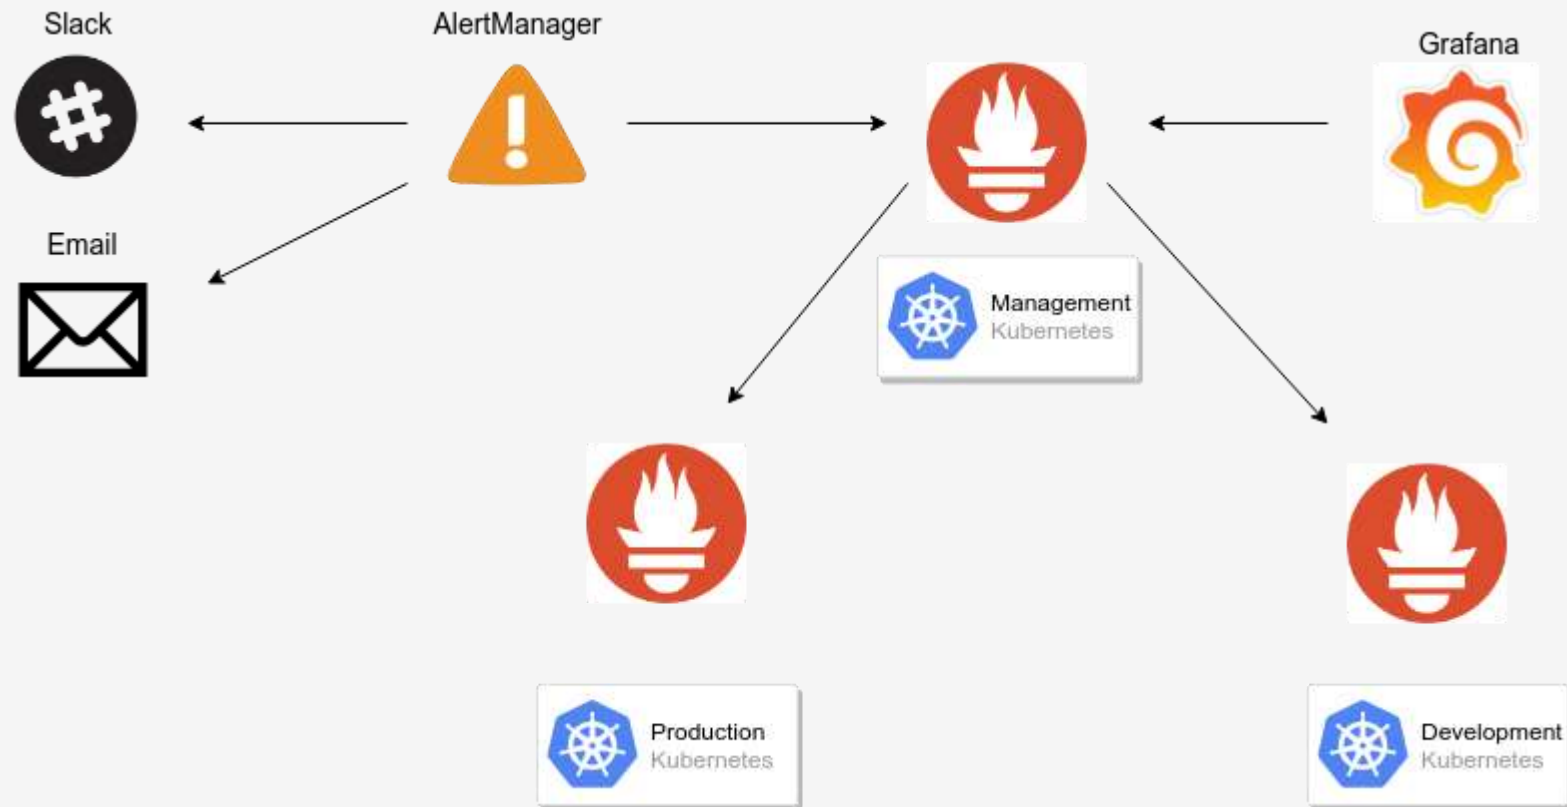 Slack
AlertManager
Grafana
Email
Management
Kubernetes
Production
Kubernetes
Development
Kubernetes